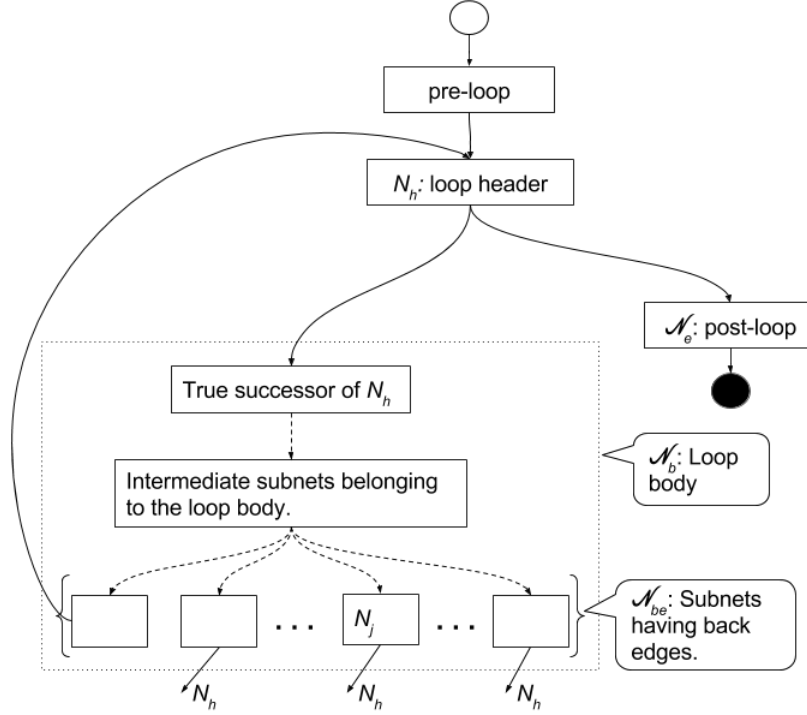 pre-loop
N_h: loop header
𝒩_e: post-loop
True successor of N_h
𝒩_b: Loop
body
Intermediate subnets belonging
to the loop body.
𝒩_be: Subnets
having back
edges.
. . . N_j . . .
N_h N_h N_h